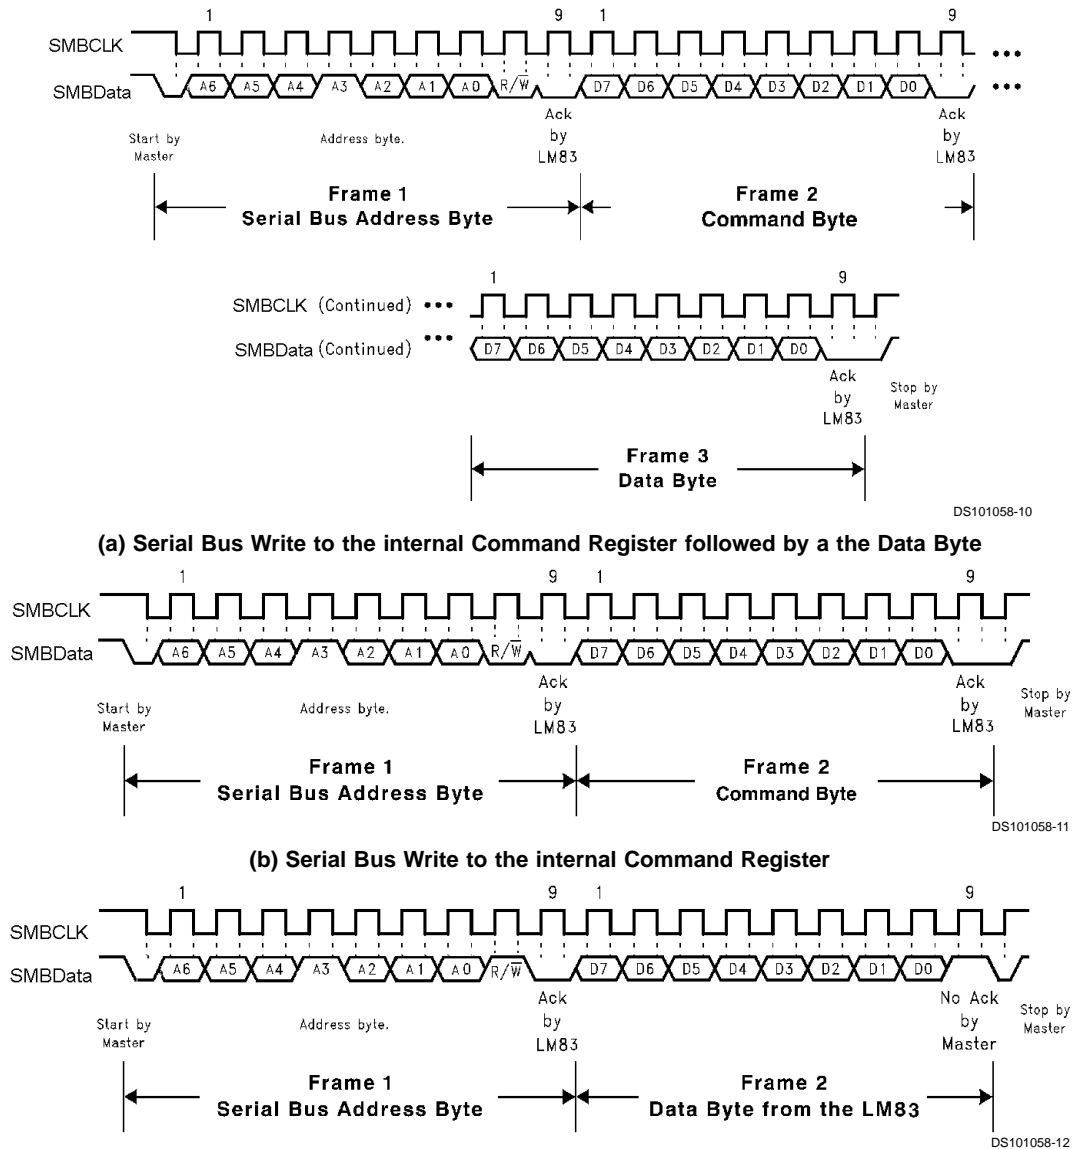 1 9 1 9
SMBCLK •••
SMBData A6 A5 A4 A3 A2 A1 A0 R/W̅ D7 D6 D5 D4 D3 D2 D1 D0 •••
Start by Master
Address byte.
Ack by LM83
Ack by LM83
Frame 1
Serial Bus Address Byte
Frame 2
Command Byte
1 9
SMBCLK (Continued) •••
SMBData (Continued) ••• D7 D6 D5 D4 D3 D2 D1 D0
Ack by LM83
Stop by Master
Frame 3
Data Byte
DS101058-10
(a) Serial Bus Write to the internal Command Register followed by a the Data Byte
1 9 1 9
SMBCLK
SMBData A6 A5 A4 A3 A2 A1 A0 R/W̅ D7 D6 D5 D4 D3 D2 D1 D0
Start by Master
Address byte.
Ack by LM83
Ack by LM83
Stop by Master
Frame 1
Serial Bus Address Byte
Frame 2
Command Byte
DS101058-11
(b) Serial Bus Write to the internal Command Register
1 9 1 9
SMBCLK
SMBData A6 A5 A4 A3 A2 A1 A0 R/W̅ D7 D6 D5 D4 D3 D2 D1 D0
Start by Master
Address byte.
Ack by LM83
No Ack by Master
Stop by Master
Frame 1
Serial Bus Address Byte
Frame 2
Data Byte from the LM83
DS101058-12